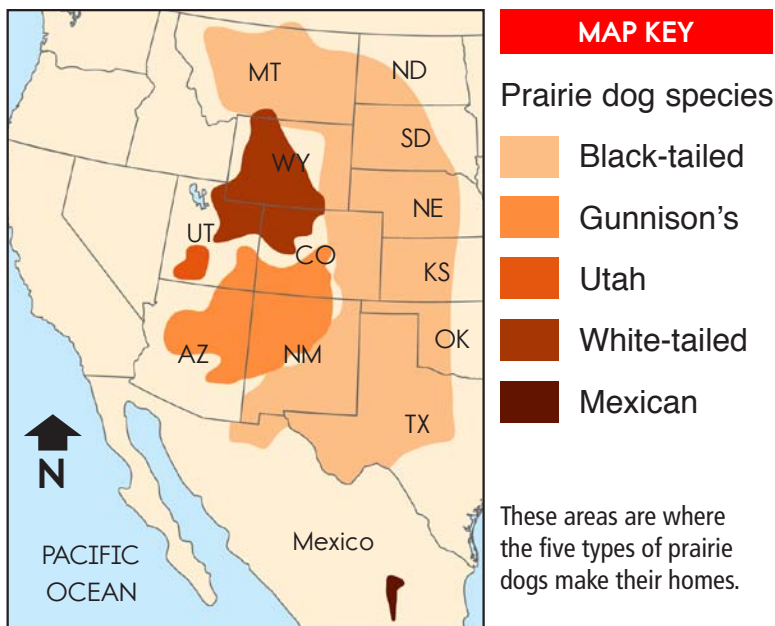 MAP KEY
Prairie dog species
Black-tailed
Gunnison's
Utah
White-tailed
Mexican
These areas are where
the five types of prairie
dogs make their homes.
MT
ND
SD
WY
NE
UT
CO
KS
AZ
NM
OK
TX
N
Mexico
PACIFIC
OCEAN